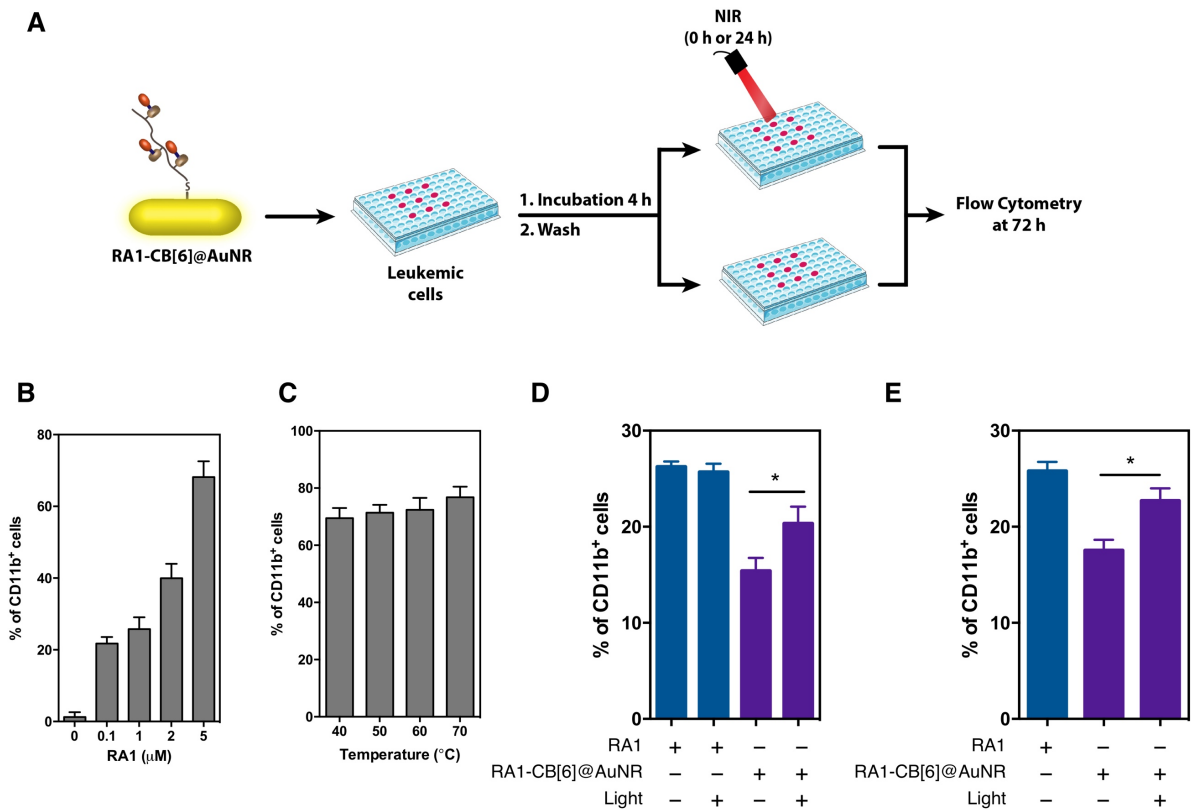 A
NIR
(0 h or 24 h)
S
RA1-CB[6]@AuNR
Leukemic
cells
1. Incubation 4 h
2. Wash
Flow Cytometry
at 72 h
B
% of CD11b+ cells
80
60
40
20
0
0 0.1 1 2 5
RA1 (µM)
C
% of CD11b+ cells
100
80
60
40
20
0
40 50 60 70
Temperature (°C)
D
% of CD11b+ cells
30
20
10
0
*
RA1 + + – –
RA1-CB[6]@AuNR – – + +
Light – + – +
E
% of CD11b+ cells
30
20
10
0
*
RA1 + – –
RA1-CB[6]@AuNR – + +
Light – – +